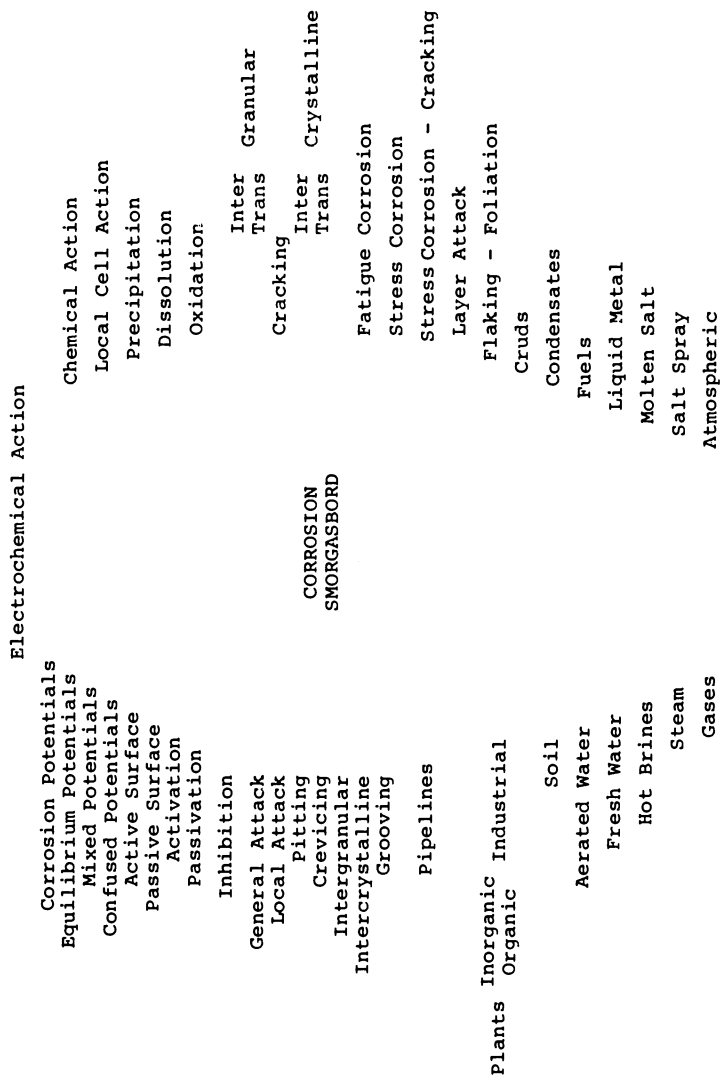 Electrochemical Action
Corrosion Potentials
Equilibrium Potentials
Mixed Potentials
Confused Potentials
Active Surface
Passive Surface
Activation
Passivation
Inhibition
General Attack
Local Attack
Pitting
Crevicing
Intergranular
Intercrystalline
Grooving
Pipelines
Plants Inorganic Industrial
Organic
Soil
Aerated Water
Fresh Water
Hot Brines
Steam
Gases
CORROSION
SMORGASBORD
Chemical Action
Local Cell Action
Precipitation
Dissolution
Oxidation
Inter Granular
Trans
Cracking
Inter Crystalline
Trans
Fatigue Corrosion
Stress Corrosion
Stress Corrosion - Cracking
Layer Attack
Flaking - Foliation
Cruds
Condensates
Fuels
Liquid Metal
Molten Salt
Salt Spray
Atmospheric